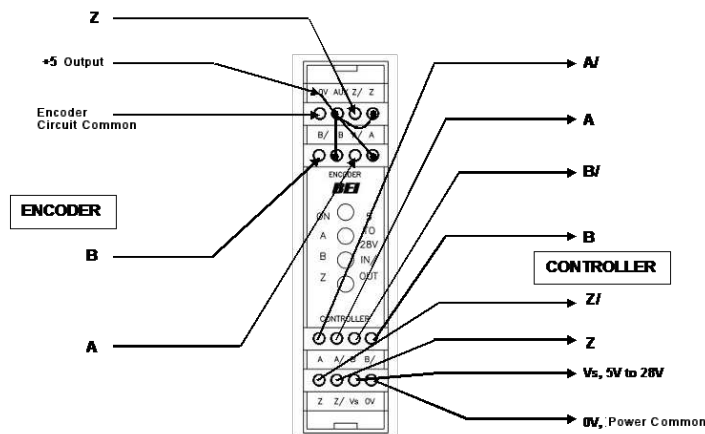 Z
+5 Output
Encoder
Circuit Common
ENCODER
B
A
0V AUX Z/ Z
B/ B A/ A
ENCODER
BEI
ON 5
A TO
B 28V
IN/
Z OUT
CONTROLLER
A A/ B B/
Z Z/ Vs 0V
A/
A
B/
B
CONTROLLER
Z/
Z
Vs, 5V to 28V
0V, Power Common